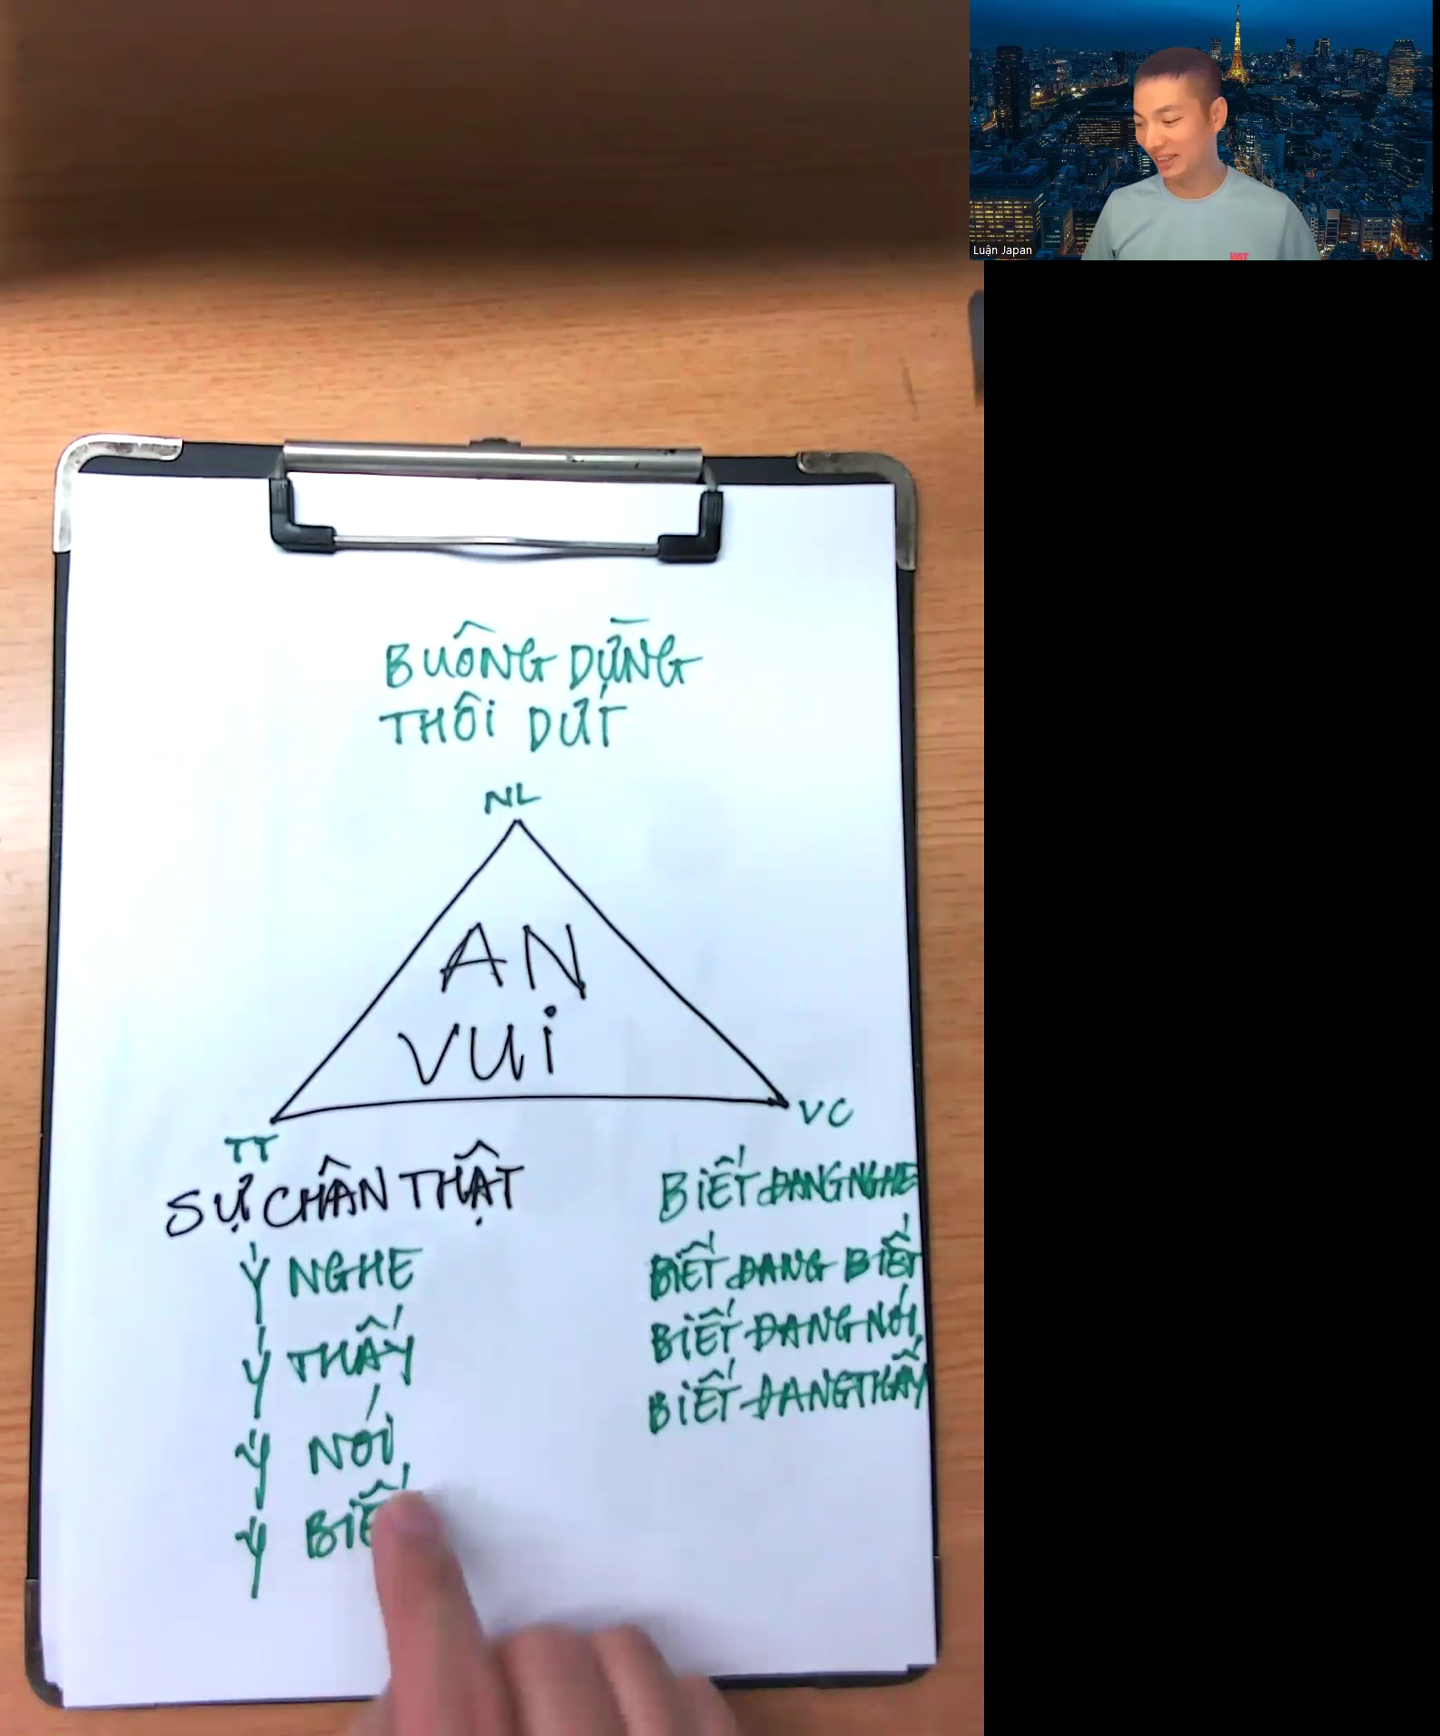 Luận Japan
BUÔNG DỪNG
THÔI DỨT
NL
AN
VUI
TT
VC
SỰ CHÂN THẬT
Ý NGHE
Ý THẤY
Ý NÓI
Ý BIẾ
BIẾT ĐANG NGHE
BIẾT ĐANG BIẾT
BIẾT ĐANG NÓI
BIẾT ĐANG THẤY